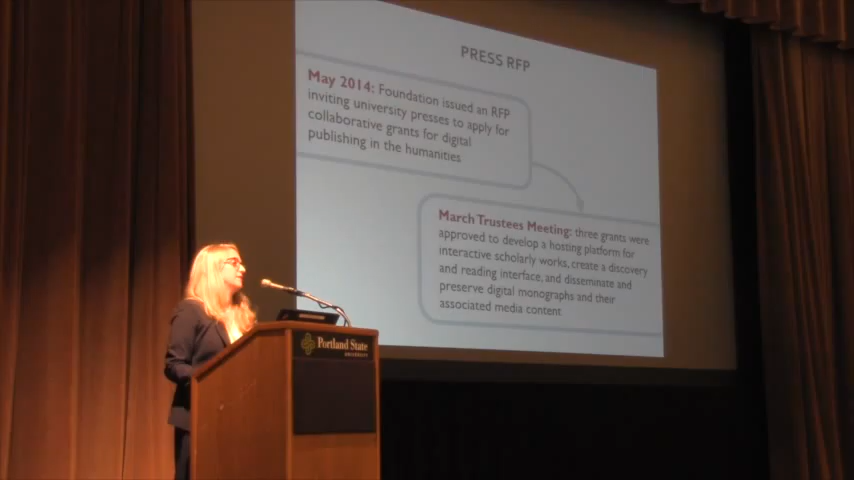 PRESS RFP
May 2014: Foundation issued an RFP
inviting university presses to apply for
collaborative grants for digital
publishing in the humanities
March Trustees Meeting: three grants were
approved to develop a hosting platform for
interactive scholarly works, create a discovery
and reading interface, and disseminate and
preserve digital monographs and their
associated media content
Portland State
UNIVERSITY